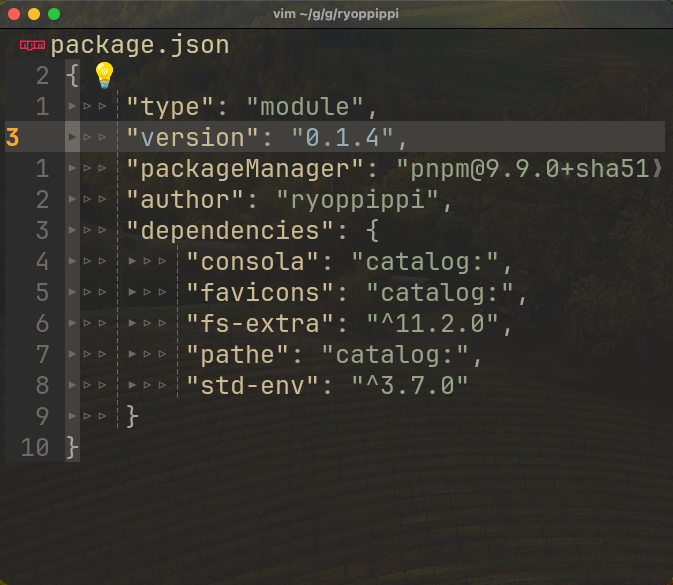 vim ~/g/g/ryoppippi
npm package.json
2 {
1 "type": "module",
3 "version": "0.1.4",
1 "packageManager": "pnpm@9.9.0+sha51⟩
2 "author": "ryoppippi",
3 "dependencies": {
4 "consola": "catalog:",
5 "favicons": "catalog:",
6 "fs-extra": "^11.2.0",
7 "pathe": "catalog:",
8 "std-env": "^3.7.0"
9 }
10 }